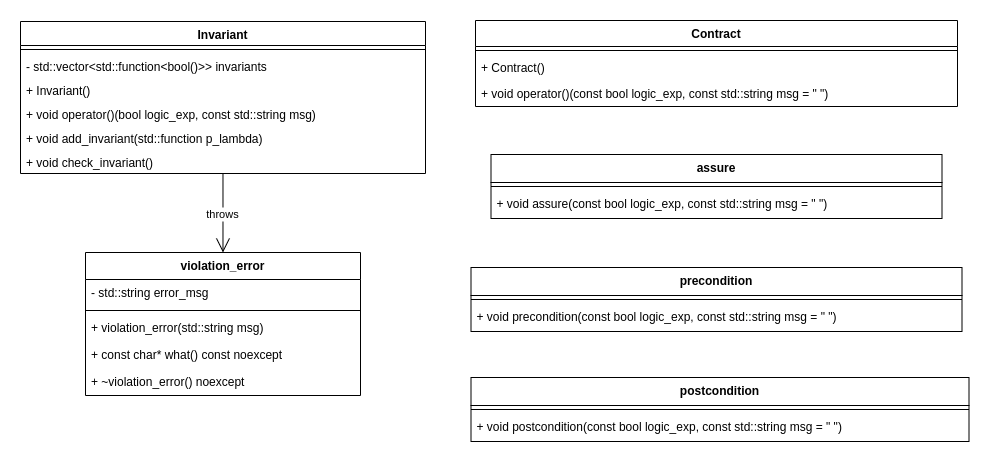 Invariant
- std::vector<std::function<bool()>> invariants
+ Invariant()
+ void operator()(bool logic_exp, const std::string msg)
+ void add_invariant(std::function p_lambda)
+ void check_invariant()
throws
violation_error
- std::string error_msg
+ violation_error(std::string msg)
+ const char* what() const noexcept
+ ~violation_error() noexcept
Contract
+ Contract()
+ void operator()(const bool logic_exp, const std::string msg = " ")
assure
+ void assure(const bool logic_exp, const std::string msg = " ")
precondition
+ void precondition(const bool logic_exp, const std::string msg = " ")
postcondition
+ void postcondition(const bool logic_exp, const std::string msg = " ")